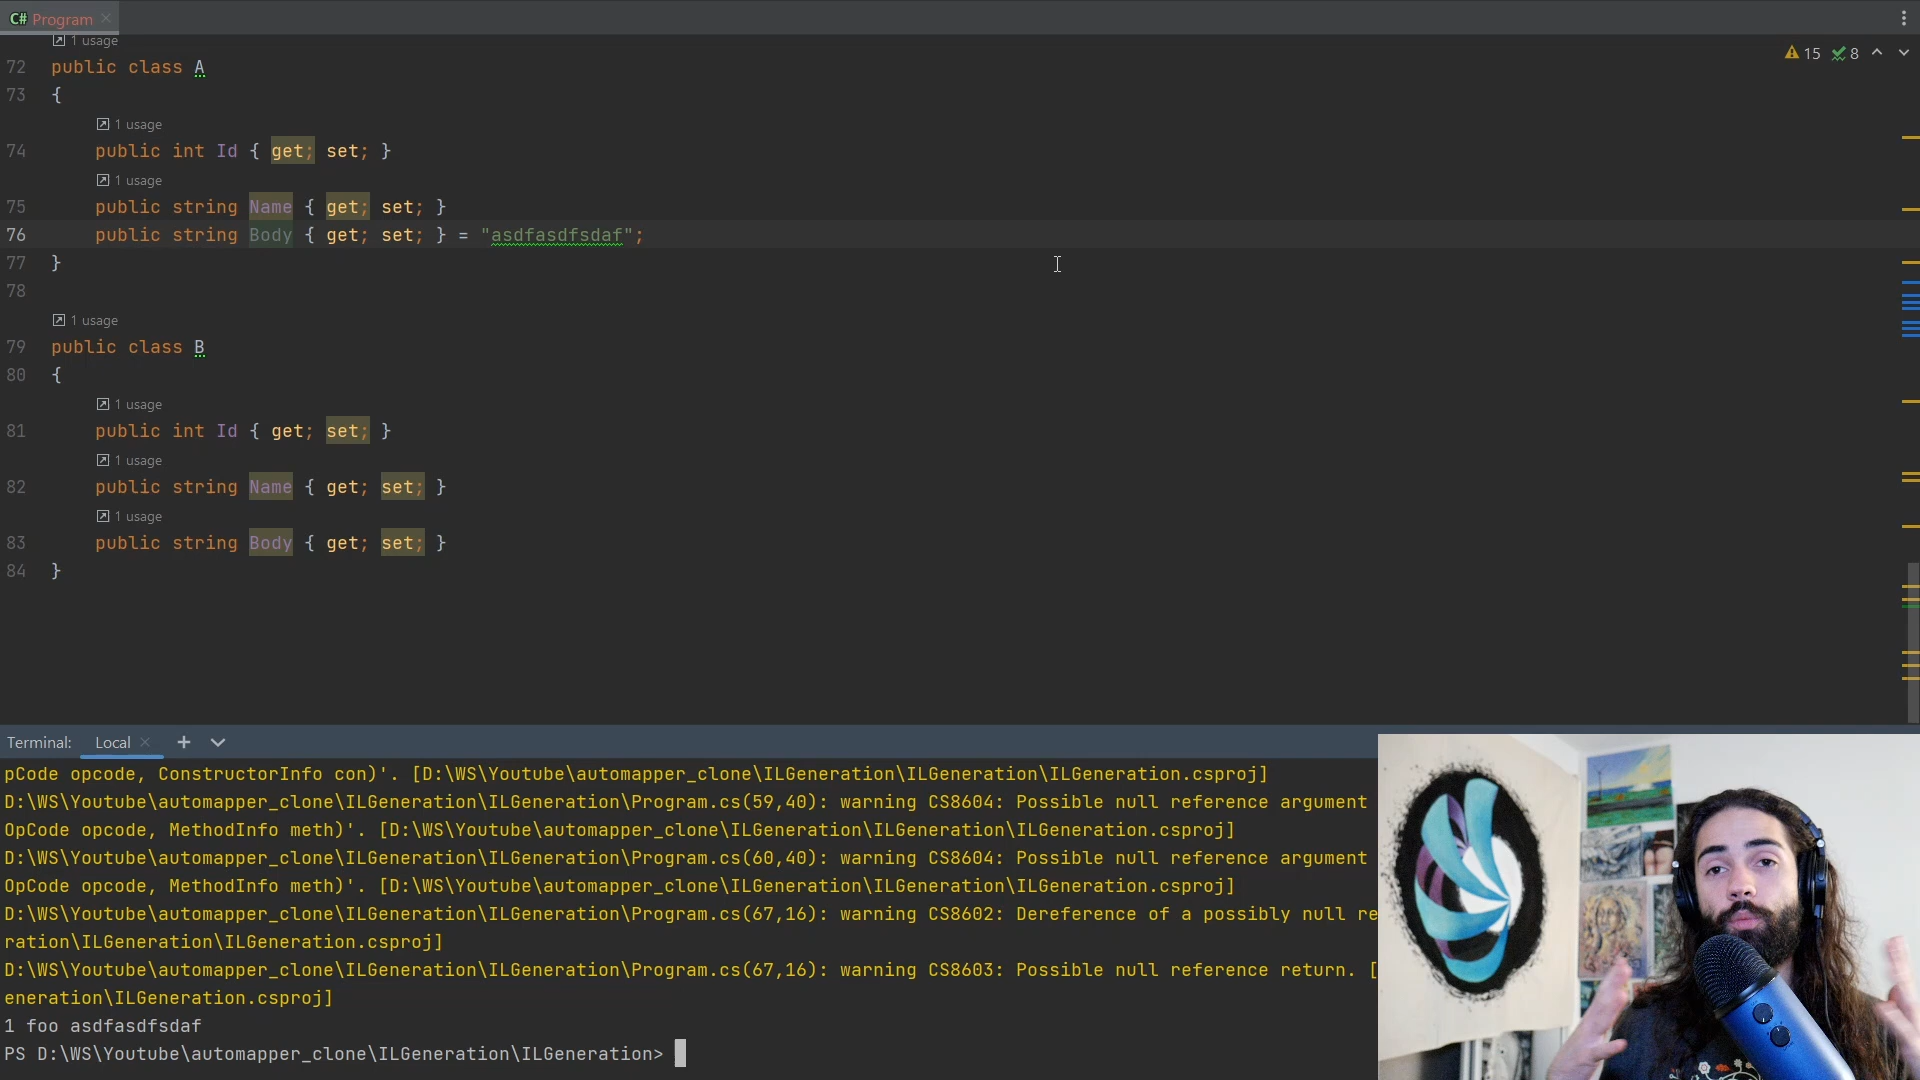 C# Program
1 usage
15 8
72 public class A
73 {
1 usage
74 public int Id { get; set; }
1 usage
75 public string Name { get; set; }
76 public string Body { get; set; } = "asdfasdfsdaf";
77 }
78
1 usage
79 public class B
80 {
1 usage
81 public int Id { get; set; }
1 usage
82 public string Name { get; set; }
1 usage
83 public string Body { get; set; }
84 }
Terminal: Local
pCode opcode, ConstructorInfo con)'. [D:\WS\Youtube\automapper_clone\ILGeneration\ILGeneration\ILGeneration.csproj]
D:\WS\Youtube\automapper_clone\ILGeneration\ILGeneration\Program.cs(59,40): warning CS8604: Possible null reference argument
OpCode opcode, MethodInfo meth)'. [D:\WS\Youtube\automapper_clone\ILGeneration\ILGeneration\ILGeneration.csproj]
D:\WS\Youtube\automapper_clone\ILGeneration\ILGeneration\Program.cs(60,40): warning CS8604: Possible null reference argument
OpCode opcode, MethodInfo meth)'. [D:\WS\Youtube\automapper_clone\ILGeneration\ILGeneration\ILGeneration.csproj]
D:\WS\Youtube\automapper_clone\ILGeneration\ILGeneration\Program.cs(67,16): warning CS8602: Dereference of a possibly null re
ration\ILGeneration\ILGeneration.csproj]
D:\WS\Youtube\automapper_clone\ILGeneration\ILGeneration\Program.cs(67,16): warning CS8603: Possible null reference return. [
eneration\ILGeneration.csproj]
1 foo asdfasdfsdaf
PS D:\WS\Youtube\automapper_clone\ILGeneration\ILGeneration>